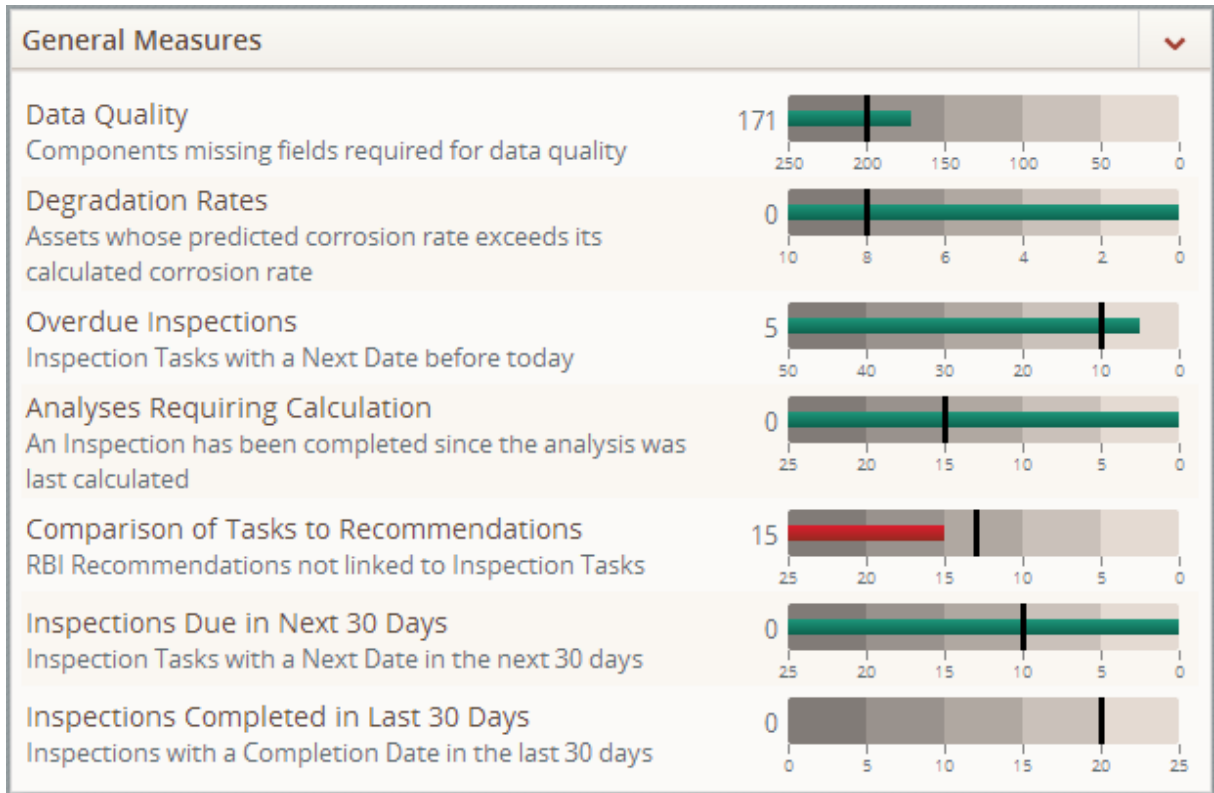 General Measures
Data Quality
Components missing fields required for data quality
171
250 200 150 100 50 0
Degradation Rates
Assets whose predicted corrosion rate exceeds its
calculated corrosion rate
0
10 8 6 4 2 0
Overdue Inspections
Inspection Tasks with a Next Date before today
5
50 40 30 20 10 0
Analyses Requiring Calculation
An Inspection has been completed since the analysis was
last calculated
0
25 20 15 10 5 0
Comparison of Tasks to Recommendations
RBI Recommendations not linked to Inspection Tasks
15
25 20 15 10 5 0
Inspections Due in Next 30 Days
Inspection Tasks with a Next Date in the next 30 days
0
25 20 15 10 5 0
Inspections Completed in Last 30 Days
Inspections with a Completion Date in the last 30 days
0
0 5 10 15 20 25